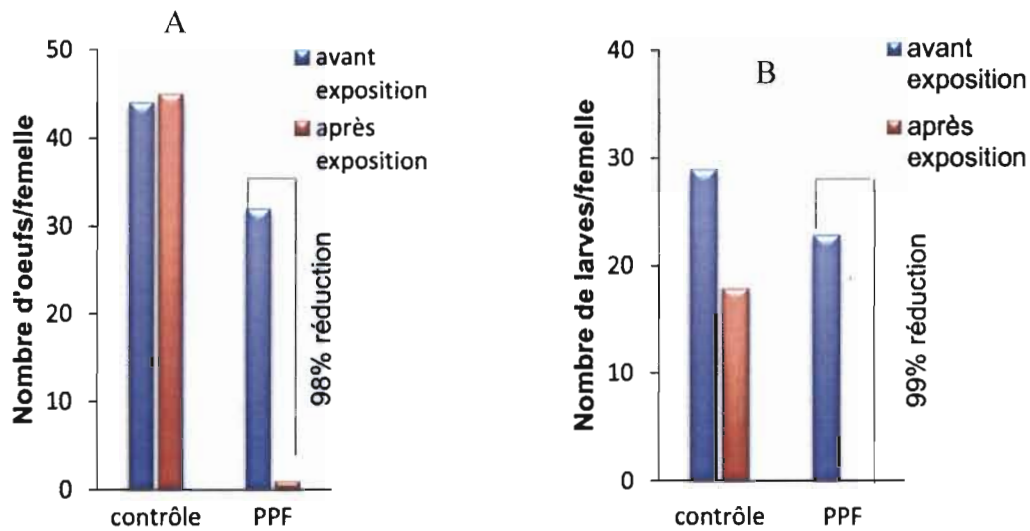 A
50
40
30
20
10
0
Nombre d'oeufs/femelle
avant
exposition
après
exposition
98% réduction
contrôle
PPF
B
40
30
20
10
0
Nombre de larves/femelle
avant
exposition
après
exposition
99% réduction
contrôle
PPF